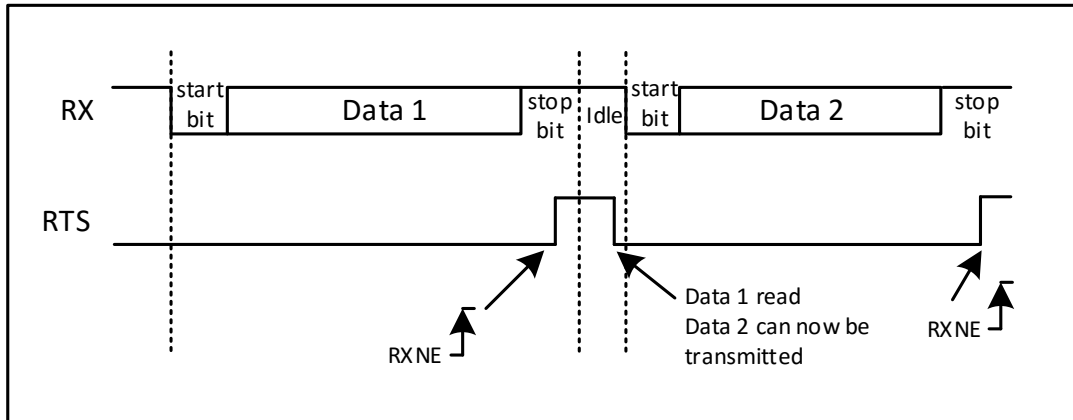 RX
start
bit
Data 1
stop
bit
Idle
start
bit
Data 2
stop
bit
RTS
RXNE
Data 1 read
Data 2 can now be
transmitted
RXNE